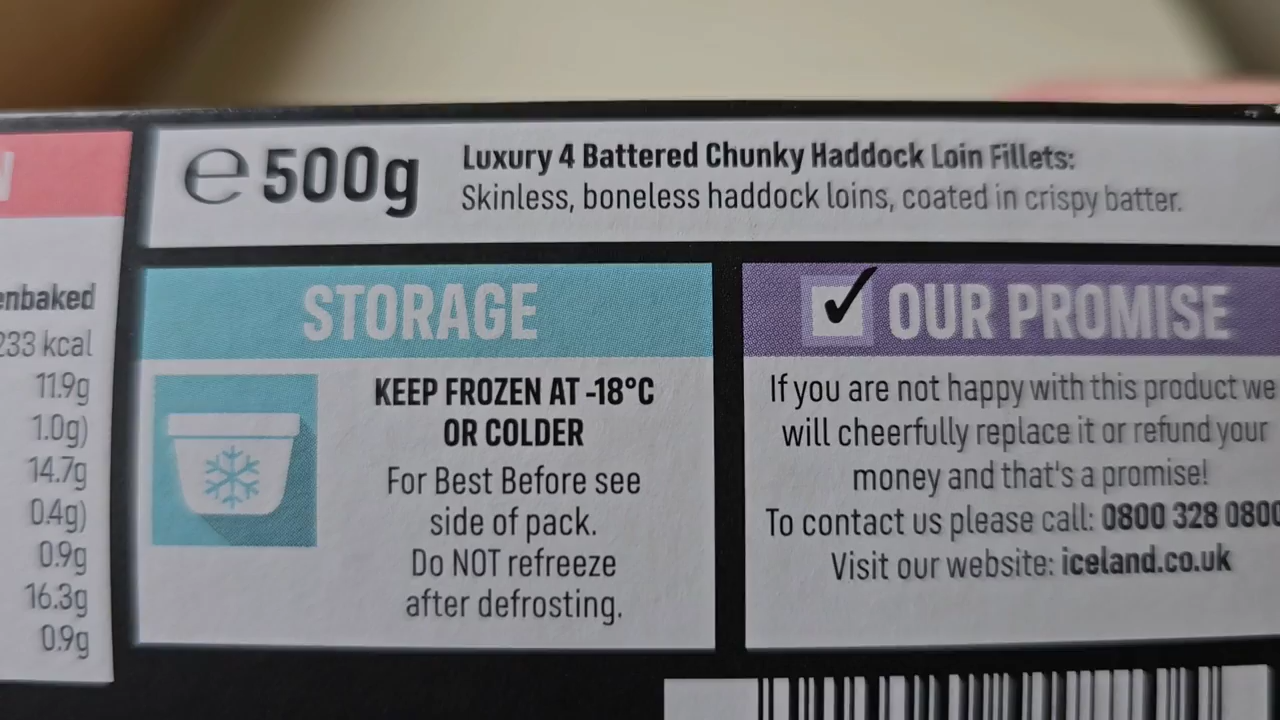 ℮ 500g
Luxury 4 Battered Chunky Haddock Loin Fillets:
Skinless, boneless haddock loins, coated in crispy batter.
233 kcal
11.9g
1.0g)
14.7g
0.4g)
0.9g
16.3g
0.9g
STORAGE
KEEP FROZEN AT -18°C
OR COLDER
For Best Before see
side of pack.
Do NOT refreeze
after defrosting.
OUR PROMISE
If you are not happy with this product we
will cheerfully replace it or refund your
money and that's a promise!
To contact us please call: 0800 328 0800
Visit our website: iceland.co.uk